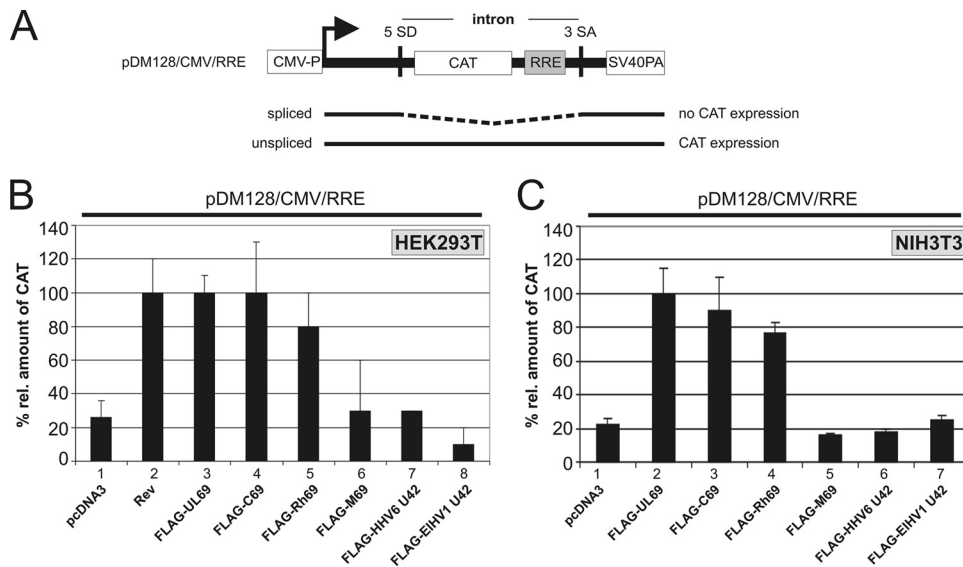 A
intron
5 SD
3 SA
pDM128/CMV/RRE
CMV-P
CAT
RRE
SV40PA
spliced
no CAT expression
unspliced
CAT expression
B
pDM128/CMV/RRE
HEK293T
% rel. amount of CAT
140
120
100
80
60
40
20
0
1 2 3 4 5 6 7 8
pcDNA3
Rev
FLAG-UL69
FLAG-C69
FLAG-Rh69
FLAG-M69
FLAG-HHV6 U42
FLAG-ElHV1 U42
C
pDM128/CMV/RRE
NIH3T3
% rel. amount of CAT
140
120
100
80
60
40
20
0
1 2 3 4 5 6 7
pcDNA3
FLAG-UL69
FLAG-C69
FLAG-Rh69
FLAG-M69
FLAG-HHV6 U42
FLAG-ElHV1 U42